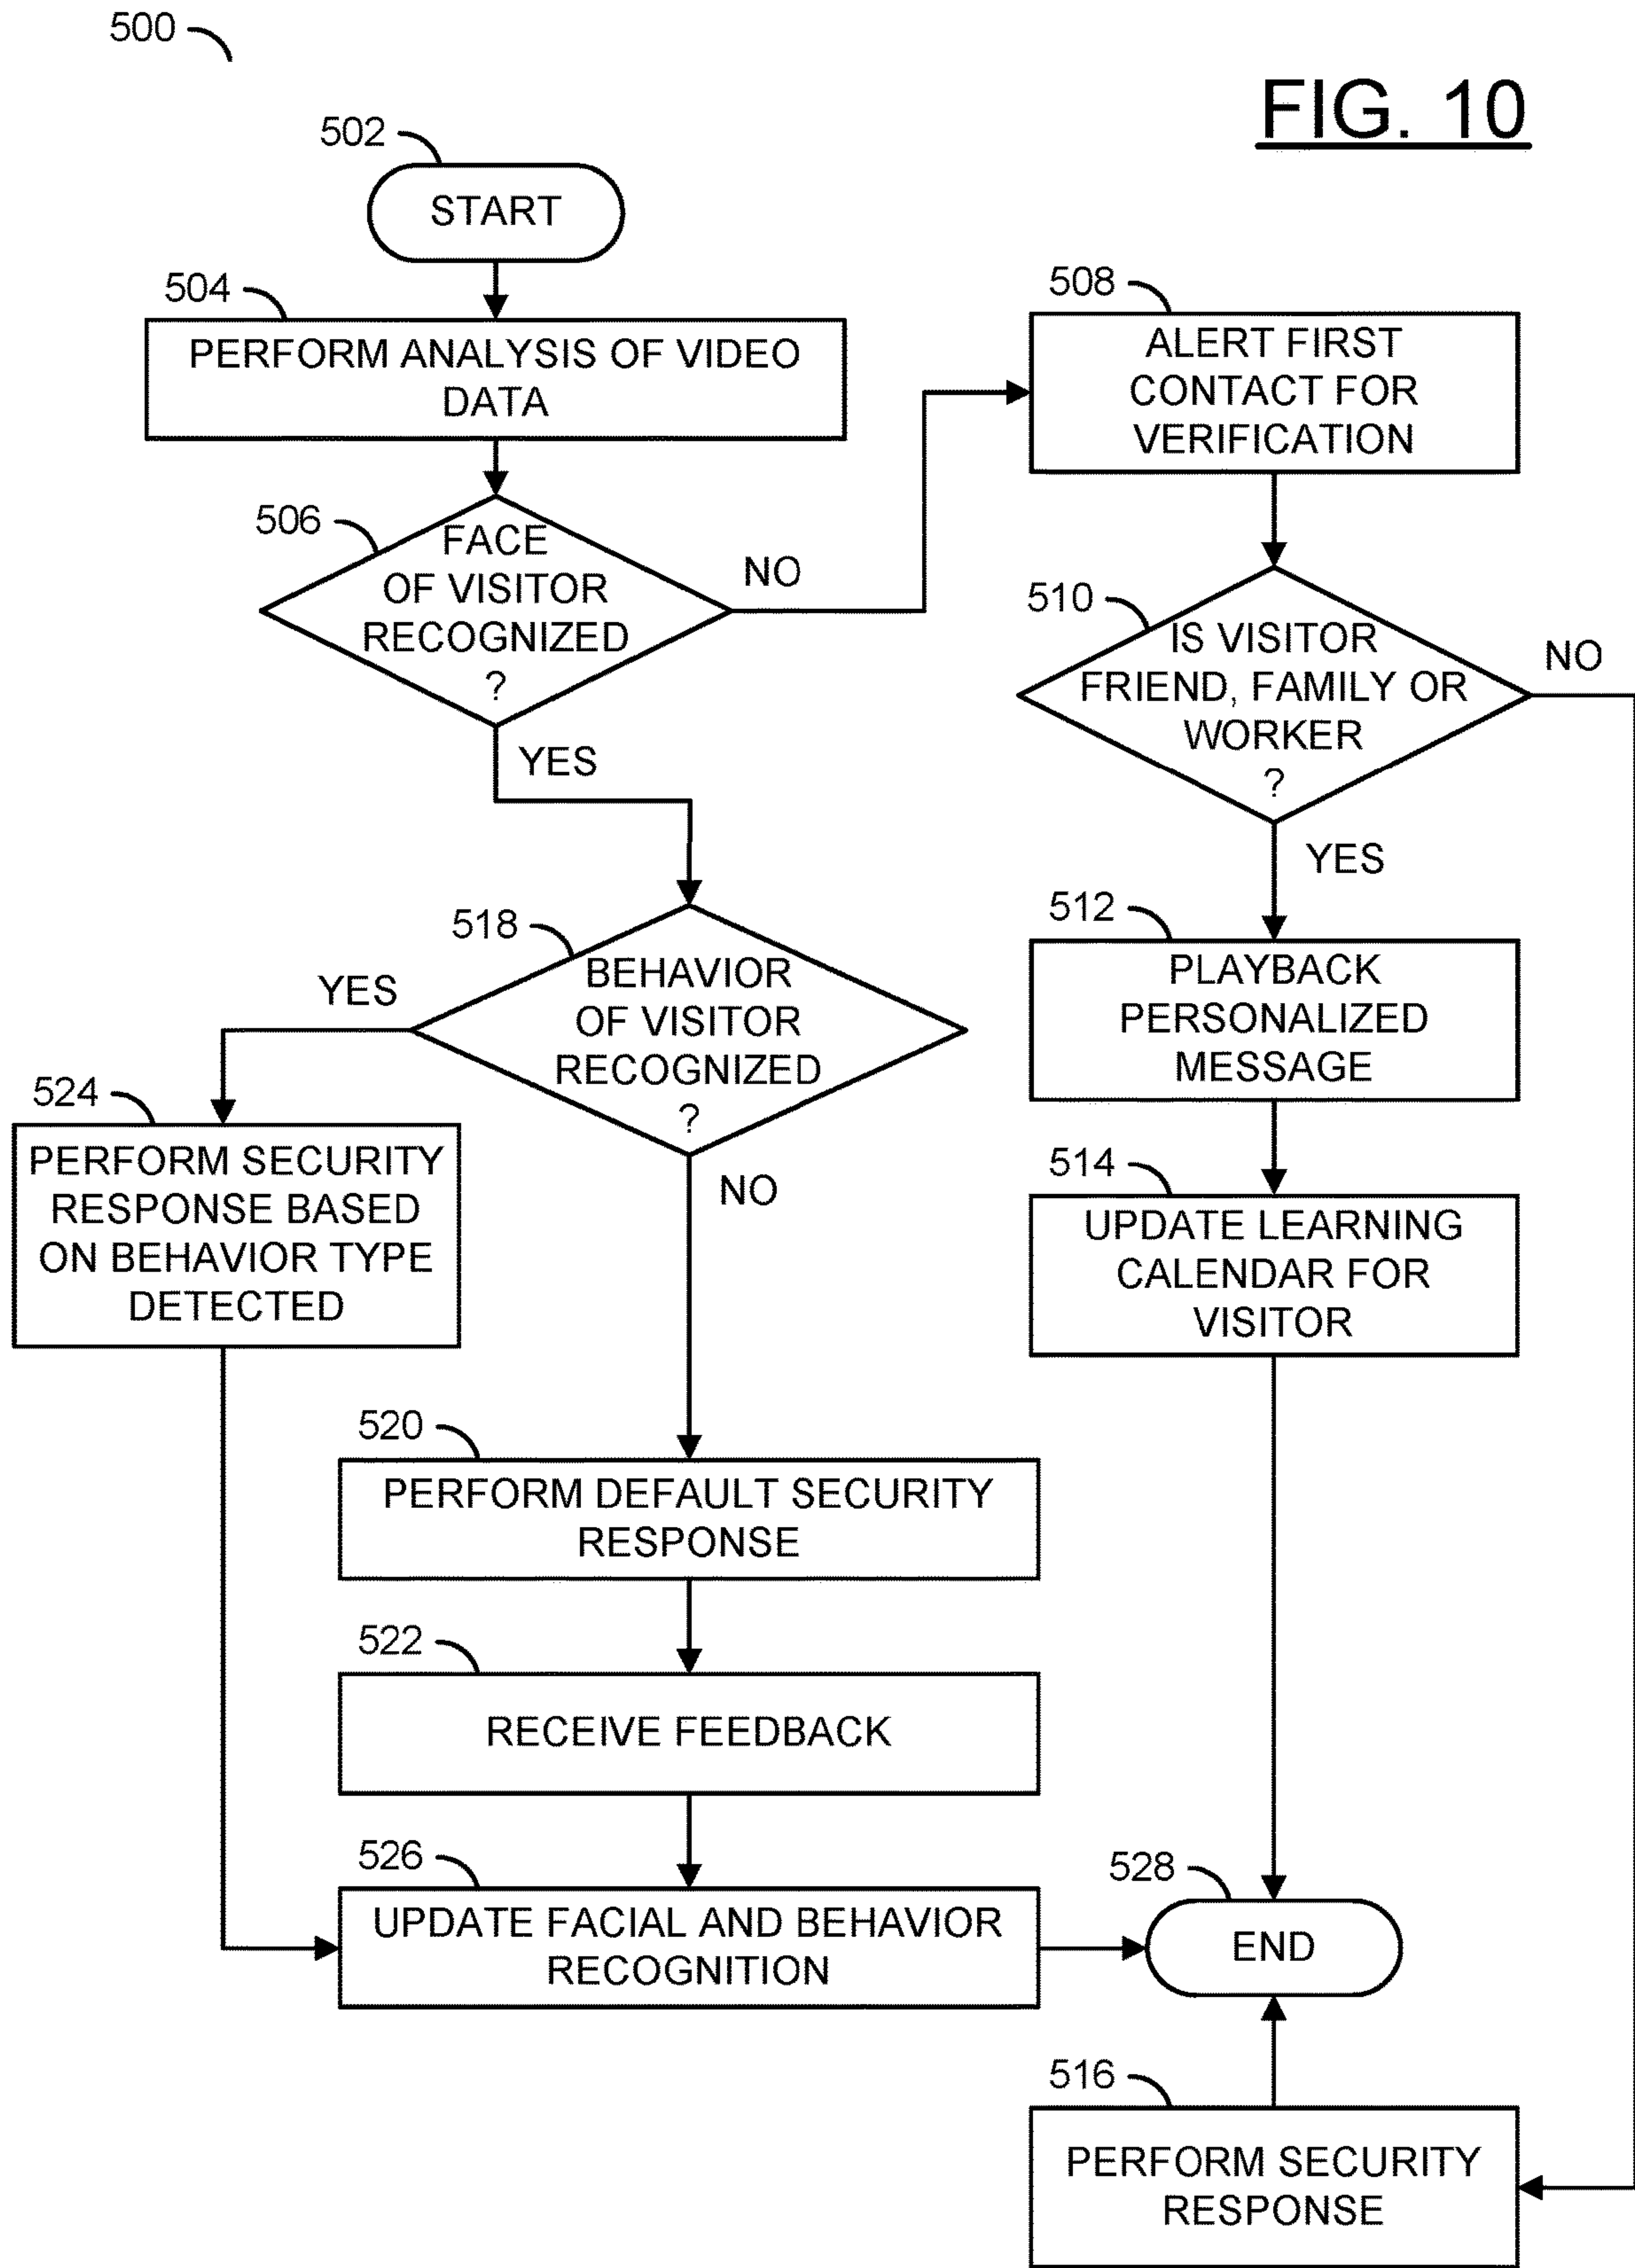 500
FIG. 10
502
START
504
PERFORM ANALYSIS OF VIDEO
DATA
506
FACE
OF VISITOR
RECOGNIZED
?
NO
YES
508
ALERT FIRST
CONTACT FOR
VERIFICATION
510
IS VISITOR
FRIEND, FAMILY OR
WORKER
?
NO
YES
512
PLAYBACK
PERSONALIZED
MESSAGE
514
UPDATE LEARNING
CALENDAR FOR
VISITOR
518
BEHAVIOR
OF VISITOR
RECOGNIZED
?
YES
NO
524
PERFORM SECURITY
RESPONSE BASED
ON BEHAVIOR TYPE
DETECTED
520
PERFORM DEFAULT SECURITY
RESPONSE
522
RECEIVE FEEDBACK
526
UPDATE FACIAL AND BEHAVIOR
RECOGNITION
528
END
516
PERFORM SECURITY
RESPONSE